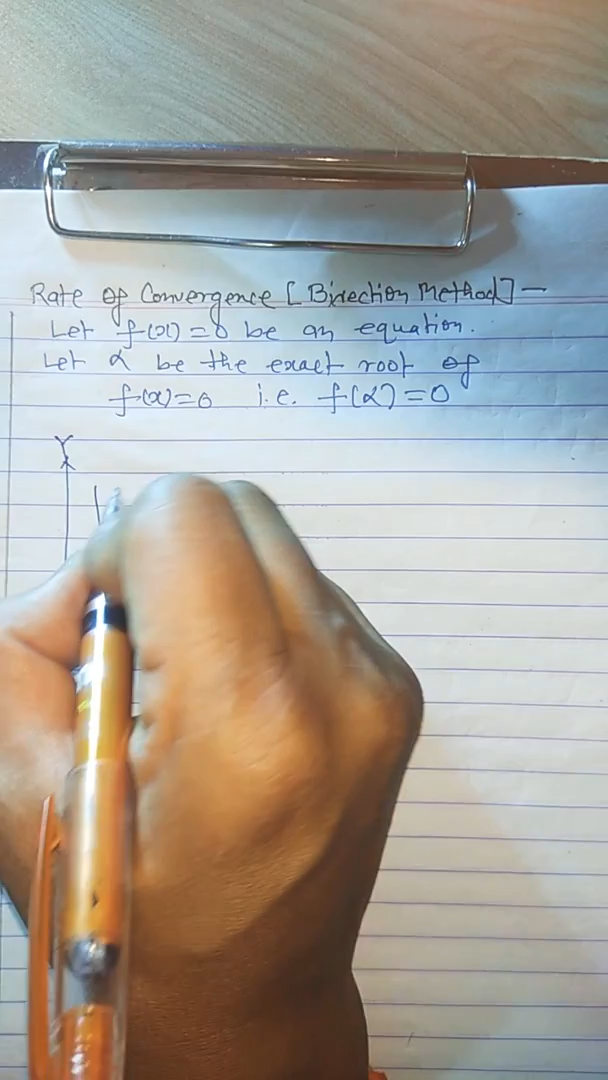 Rate of Convergence [Bisection Method] —
Let f(x) = 0 be an equation.
Let α be the exact root of
f(x) = 0 i.e. f(α) = 0
Y